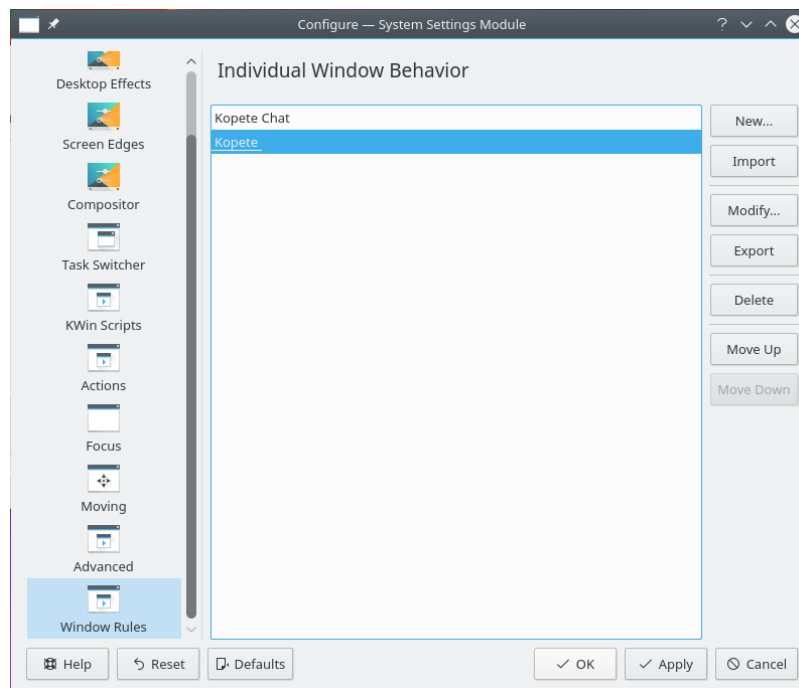 Configure — System Settings Module
Desktop Effects
Screen Edges
Compositor
Task Switcher
KWin Scripts
Actions
Focus
Moving
Advanced
Window Rules
Individual Window Behavior
Kopete Chat
Kopete
New...
Import
Modify...
Export
Delete
Move Up
Move Down
Help
Reset
Defaults
OK
Apply
Cancel